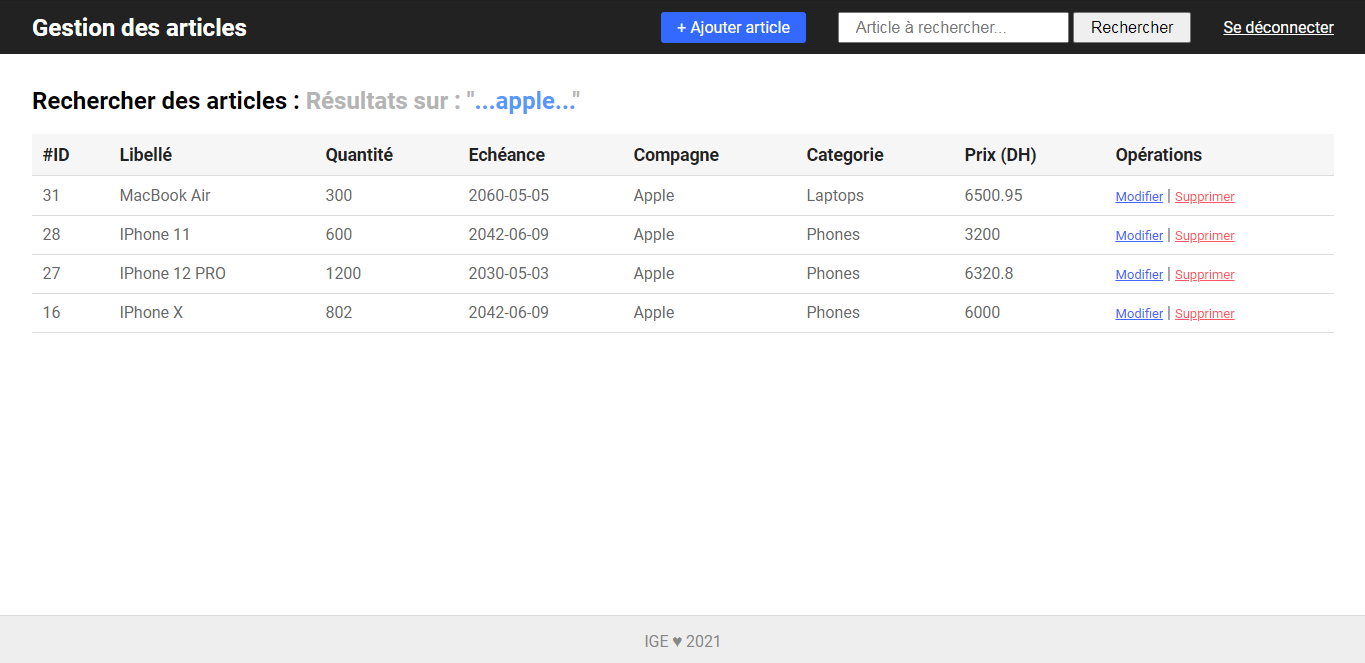 Gestion des articles + Ajouter article Article à rechercher... Rechercher Se déconnecter
Rechercher des articles : Résultats sur : "...apple..."
#ID Libellé Quantité Echéance Compagne Categorie Prix (DH) Opérations
31 MacBook Air 300 2060-05-05 Apple Laptops 6500.95 Modifier | Supprimer
28 IPhone 11 600 2042-06-09 Apple Phones 3200 Modifier | Supprimer
27 IPhone 12 PRO 1200 2030-05-03 Apple Phones 6320.8 Modifier | Supprimer
16 IPhone X 802 2042-06-09 Apple Phones 6000 Modifier | Supprimer
IGE ♥ 2021